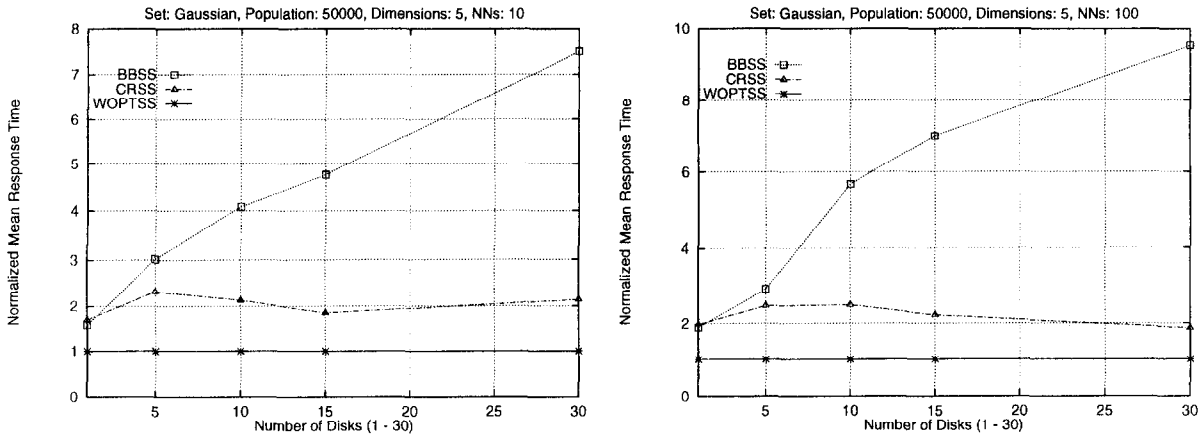 Set: Gaussian, Population: 50000, Dimensions: 5, NNs: 10
Normalized Mean Response Time
8
7
6
5
4
3
2
1
0
BBSS
CRSS
WOPTSS
5 10 15 20 25 30
Number of Disks (1 - 30)
Set: Gaussian, Population: 50000, Dimensions: 5, NNs: 100
Normalized Mean Response Time
10
8
6
4
2
0
BBSS
CRSS
WOPTSS
5 10 15 20 25 30
Number of Disks (1 - 30)